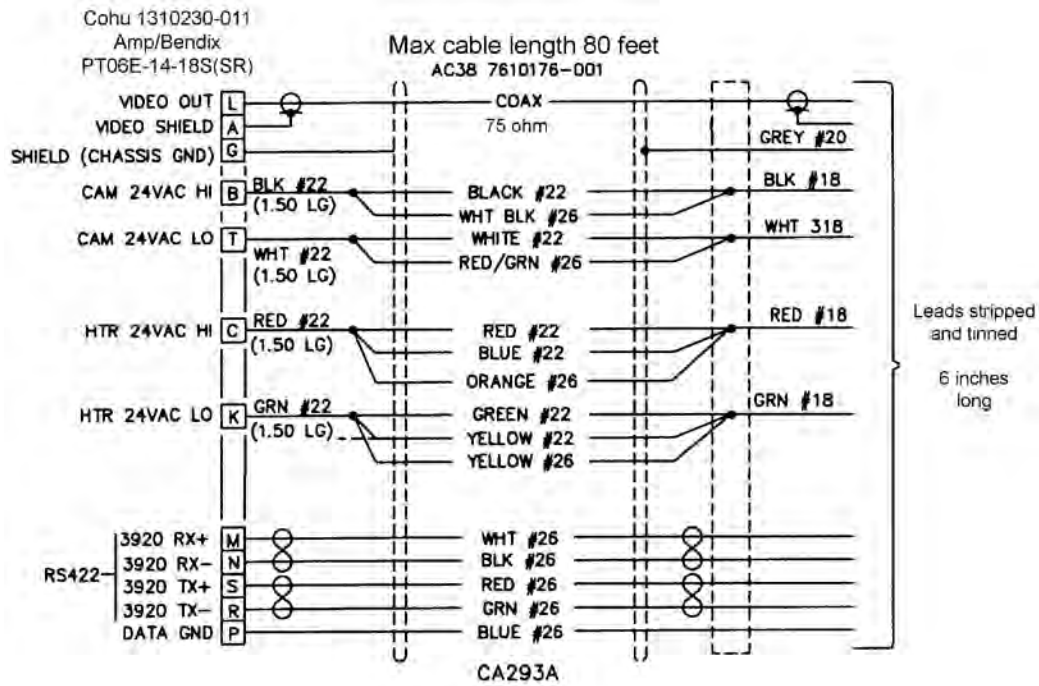 Cohu 1310230-011
Amp/Bendix
PT06E-14-18S(SR)
Max cable length 80 feet
AC38 7610176-001
VIDEO OUT L COAX
VIDEO SHIELD A 75 ohm
GREY #20
SHIELD (CHASSIS GND) G
CAM 24VAC HI B BLK #22 BLACK #22 BLK #18
(1.50 LG) WHT BLK #26
CAM 24VAC LO T WHITE #22 WHT 318
WHT #22 RED/GRN #26
(1.50 LG)
HTR 24VAC HI C RED #22 RED #22 RED #18
(1.50 LG) BLUE #22
ORANGE #26
Leads stripped
and tinned
6 inches
long
HTR 24VAC LO K GRN #22 GREEN #22 GRN #18
(1.50 LG) YELLOW #22
YELLOW #26
RS422
3920 RX+ M WHT #26
3920 RX- N BLK #26
3920 TX+ S RED #26
3920 TX- R GRN #26
DATA GND P BLUE #26
CA293A